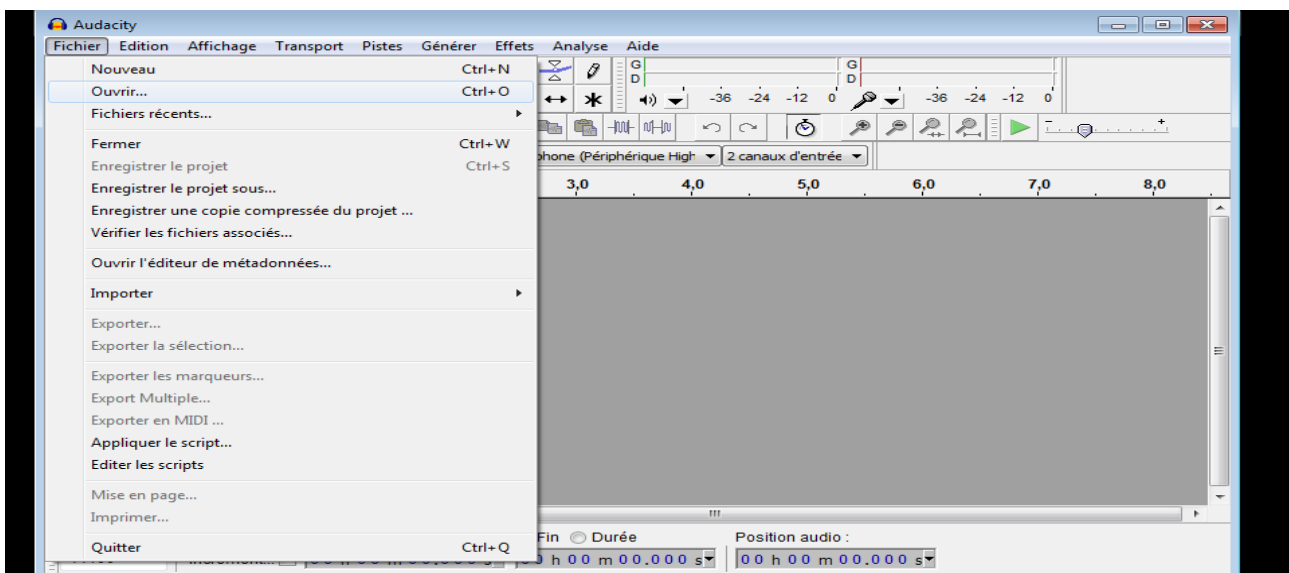 Audacity
Fichier Edition Affichage Transport Pistes Générer Effets Analyse Aide
Nouveau Ctrl+N
Ouvrir... Ctrl+O
Fichiers récents...
Fermer Ctrl+W
Enregistrer le projet Ctrl+S
Enregistrer le projet sous...
Enregistrer une copie compressée du projet ...
Vérifier les fichiers associés...
Ouvrir l'éditeur de métadonnées...
Importer
Exporter...
Exporter la sélection...
Exporter les marqueurs...
Export Multiple...
Exporter en MIDI ...
Appliquer le script...
Editer les scripts
Mise en page...
Imprimer...
Quitter Ctrl+Q
G G
D D
-36 -24 -12 0 -36 -24 -12 0
phone (Périphérique High 2 canaux d'entrée
3,0 4,0 5,0 6,0 7,0 8,0
Fin Durée Position audio :
0 h 00 m 00.000 s 00 h 00 m 00.000 s